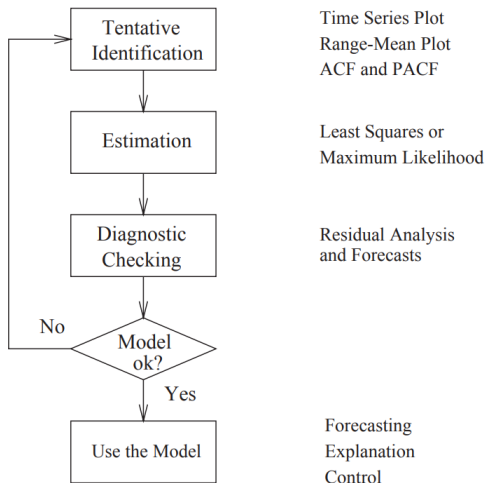 Tentative
Identification
Time Series Plot
Range-Mean Plot
ACF and PACF
Estimation
Least Squares or
Maximum Likelihood
Diagnostic
Checking
Residual Analysis
and Forecasts
No
Model
ok?
Yes
Use the Model
Forecasting
Explanation
Control